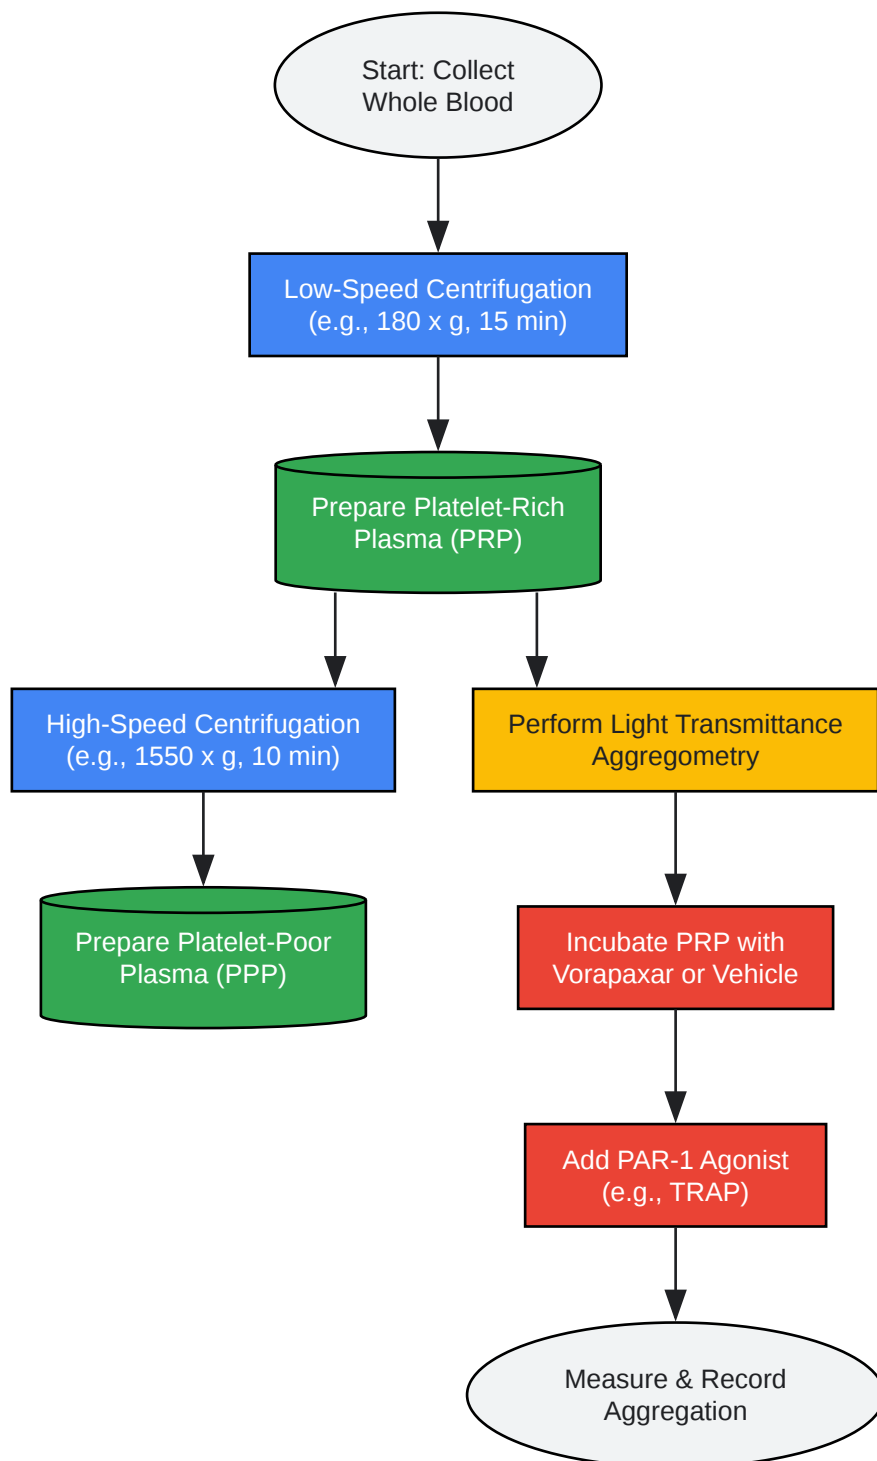 Start: Collect
Whole Blood
Low-Speed Centrifugation
(e.g., 180 x g, 15 min)
Prepare Platelet-Rich
Plasma (PRP)
High-Speed Centrifugation
(e.g., 1550 x g, 10 min)
Perform Light Transmittance
Aggregometry
Prepare Platelet-Poor
Plasma (PPP)
Incubate PRP with
Vorapaxar or Vehicle
Add PAR-1 Agonist
(e.g., TRAP)
Measure & Record
Aggregation